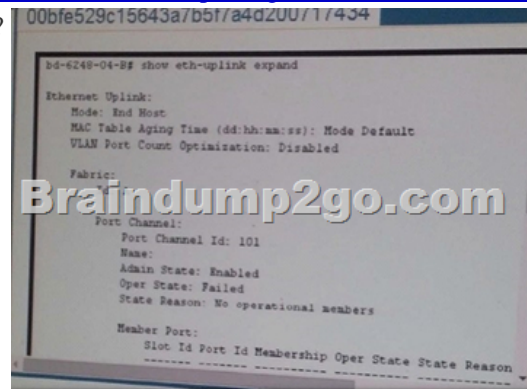 00bfe529c15643a7b5f7a4d200717434
bd-6248-04-B# show eth-uplink expand
Ethernet Uplink:
Mode: End Host
MAC Table Aging Time (dd:hh:mm:ss): Mode Default
VLAN Port Count Optimization: Disabled
Fabric:
Braindump2go.com
Port Channel:
Port Channel Id: 101
Name:
Admin State: Enabled
Oper State: Failed
State Reason: No operational members
Member Port:
Slot Id Port Id Membership Oper State State Reason
------- ------- ---------- ---------- ------------